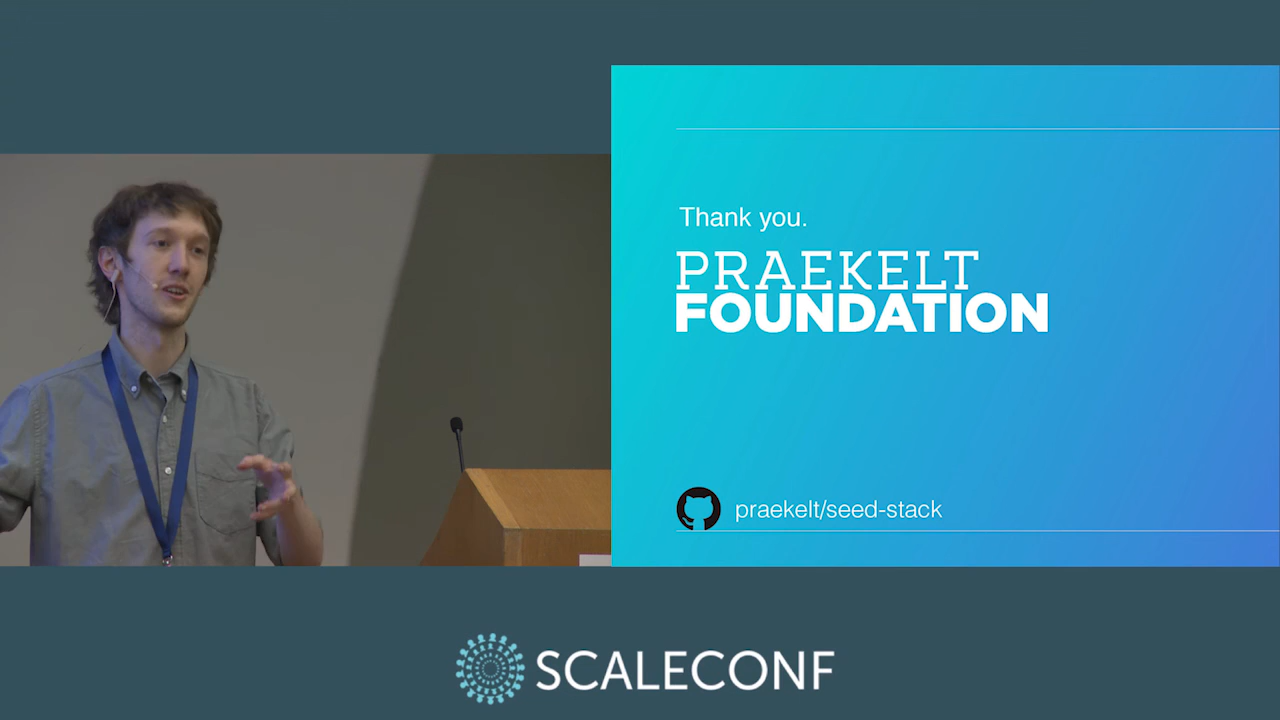 Thank you.
PRAEKELT
FOUNDATION
praekelt/seed-stack
SCALECONF